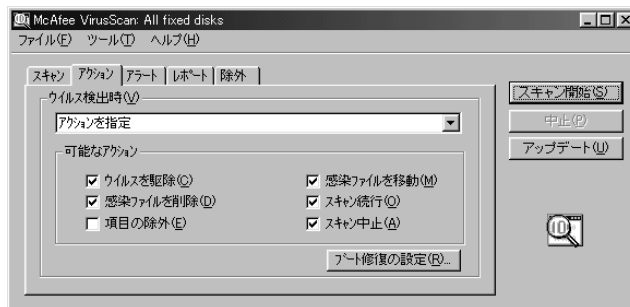 McAfee VirusScan: All fixed disks
ファイル(F) ツール(T) ヘルプ(H)
スキャン アクション アラート レポート 除外
ウイルス検出時(V)
アクションを指定
可能なアクション
ウイルスを駆除(C) 感染ファイルを移動(M)
感染ファイルを削除(D) スキャン続行(O)
項目の除外(E) スキャン中止(A)
ブート修復の設定(R)...
スキャン開始(S)
中止(P)
アップデート(U)